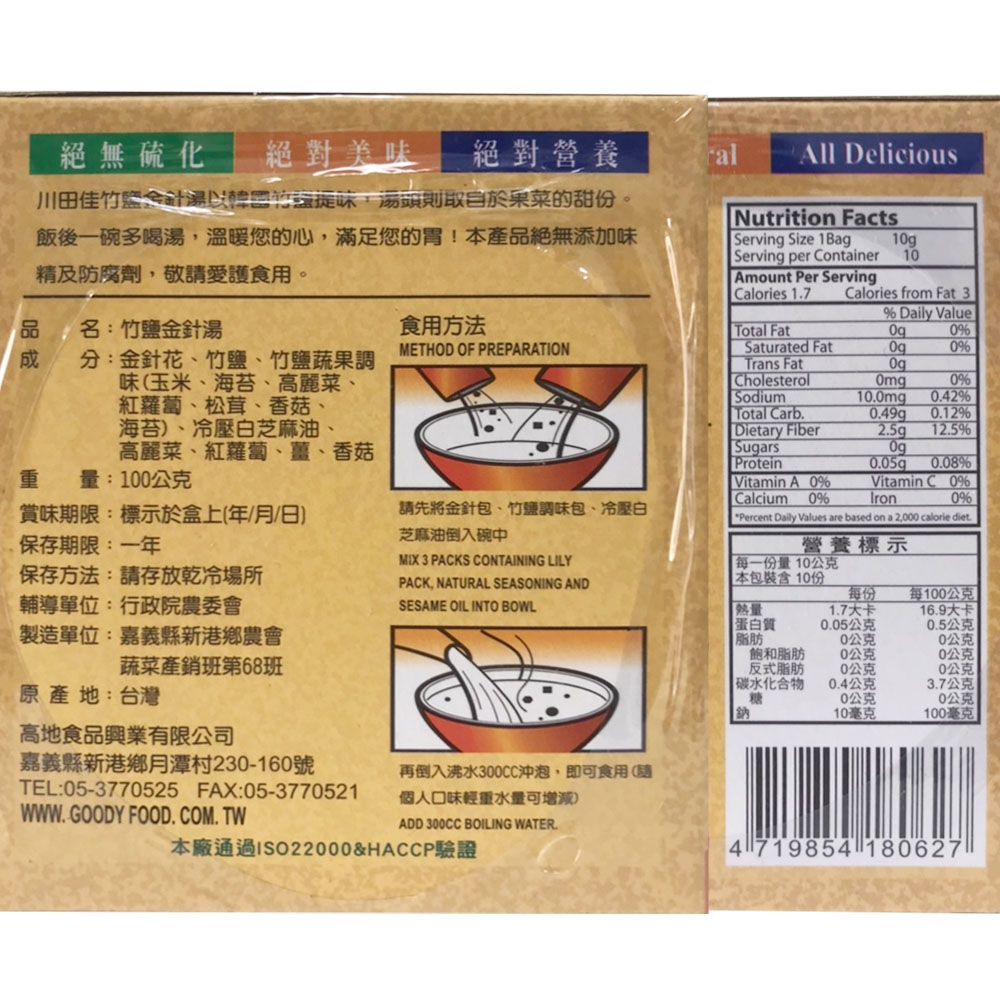 絕無硫化 絕對美味 絕對營養
川田佳竹鹽金針湯以韓國竹鹽提味，湯頭則取自於果菜的甜份。
飯後一碗多喝湯，溫暖您的心，滿足您的胃！本產品絕無添加味
精及防腐劑，敬請愛護食用。
品 名：竹鹽金針湯
成 分：金針花、竹鹽、竹鹽蔬果調
味(玉米、海苔、高麗菜、
紅蘿蔔、松茸、香菇、
海苔)、冷壓白芝麻油、
高麗菜、紅蘿蔔、薑、香菇
重 量：100公克
賞味期限：標示於盒上(年/月/日)
保存期限：一年
保存方法：請存放乾冷場所
輔導單位：行政院農委會
製造單位：嘉義縣新港鄉農會
蔬菜產銷班第68班
原 產 地：台灣
高地食品興業有限公司
嘉義縣新港鄉月潭村230-160號
TEL:05-3770525 FAX:05-3770521
WWW.GOODY FOOD.COM.TW
本廠通過ISO22000&HACCP驗證
食用方法
METHOD OF PREPARATION
請先將金針包、竹鹽調味包、冷壓白
芝麻油倒入碗中
MIX 3 PACKS CONTAINING LILY
PACK, NATURAL SEASONING AND
SESAME OIL INTO BOWL
再倒入沸水300CC沖泡，即可食用(隨
個人口味輕重水量可增減)
ADD 300CC BOILING WATER.
ral All Delicious
Nutrition Facts
Serving Size 1Bag 10g
Serving per Container 10
Amount Per Serving
Calories 1.7 Calories from Fat 3
% Daily Value
Total Fat 0g 0%
Saturated Fat 0g 0%
Trans Fat 0g
Cholesterol 0mg 0%
Sodium 10.0mg 0.42%
Total Carb. 0.49g 0.12%
Dietary Fiber 2.5g 12.5%
Sugars 0g
Protein 0.05g 0.08%
Vitamin A 0% Vitamin C 0%
Calcium 0% Iron 0%
*Percent Daily Values are based on a 2,000 calorie diet.
營養標示
每一份量 10公克
本包裝含 10份
每份 每100公克
熱量 1.7大卡 16.9大卡
蛋白質 0.05公克 0.5公克
脂肪 0公克 0公克
飽和脂肪 0公克 0公克
反式脂肪 0公克 0公克
碳水化合物 0.4公克 3.7公克
糖 0公克 0公克
鈉 10毫克 100毫克
4 719854 180627